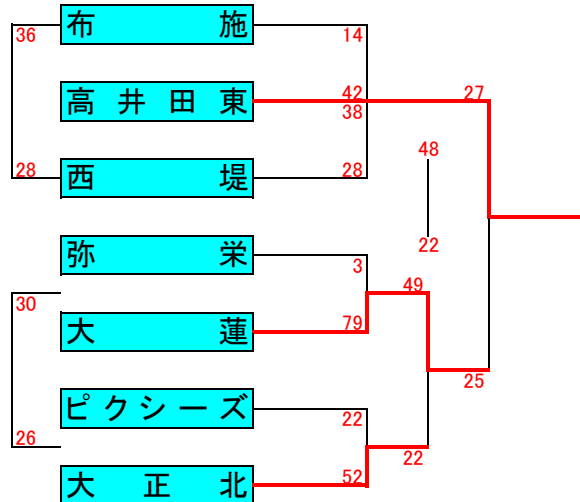 36 布施 14
高井田東 42 27
38
28 西堤 28
48
22
弥栄 3
30 49
大蓮 79
25
ピクシーズ 22
26 22
大正北 52